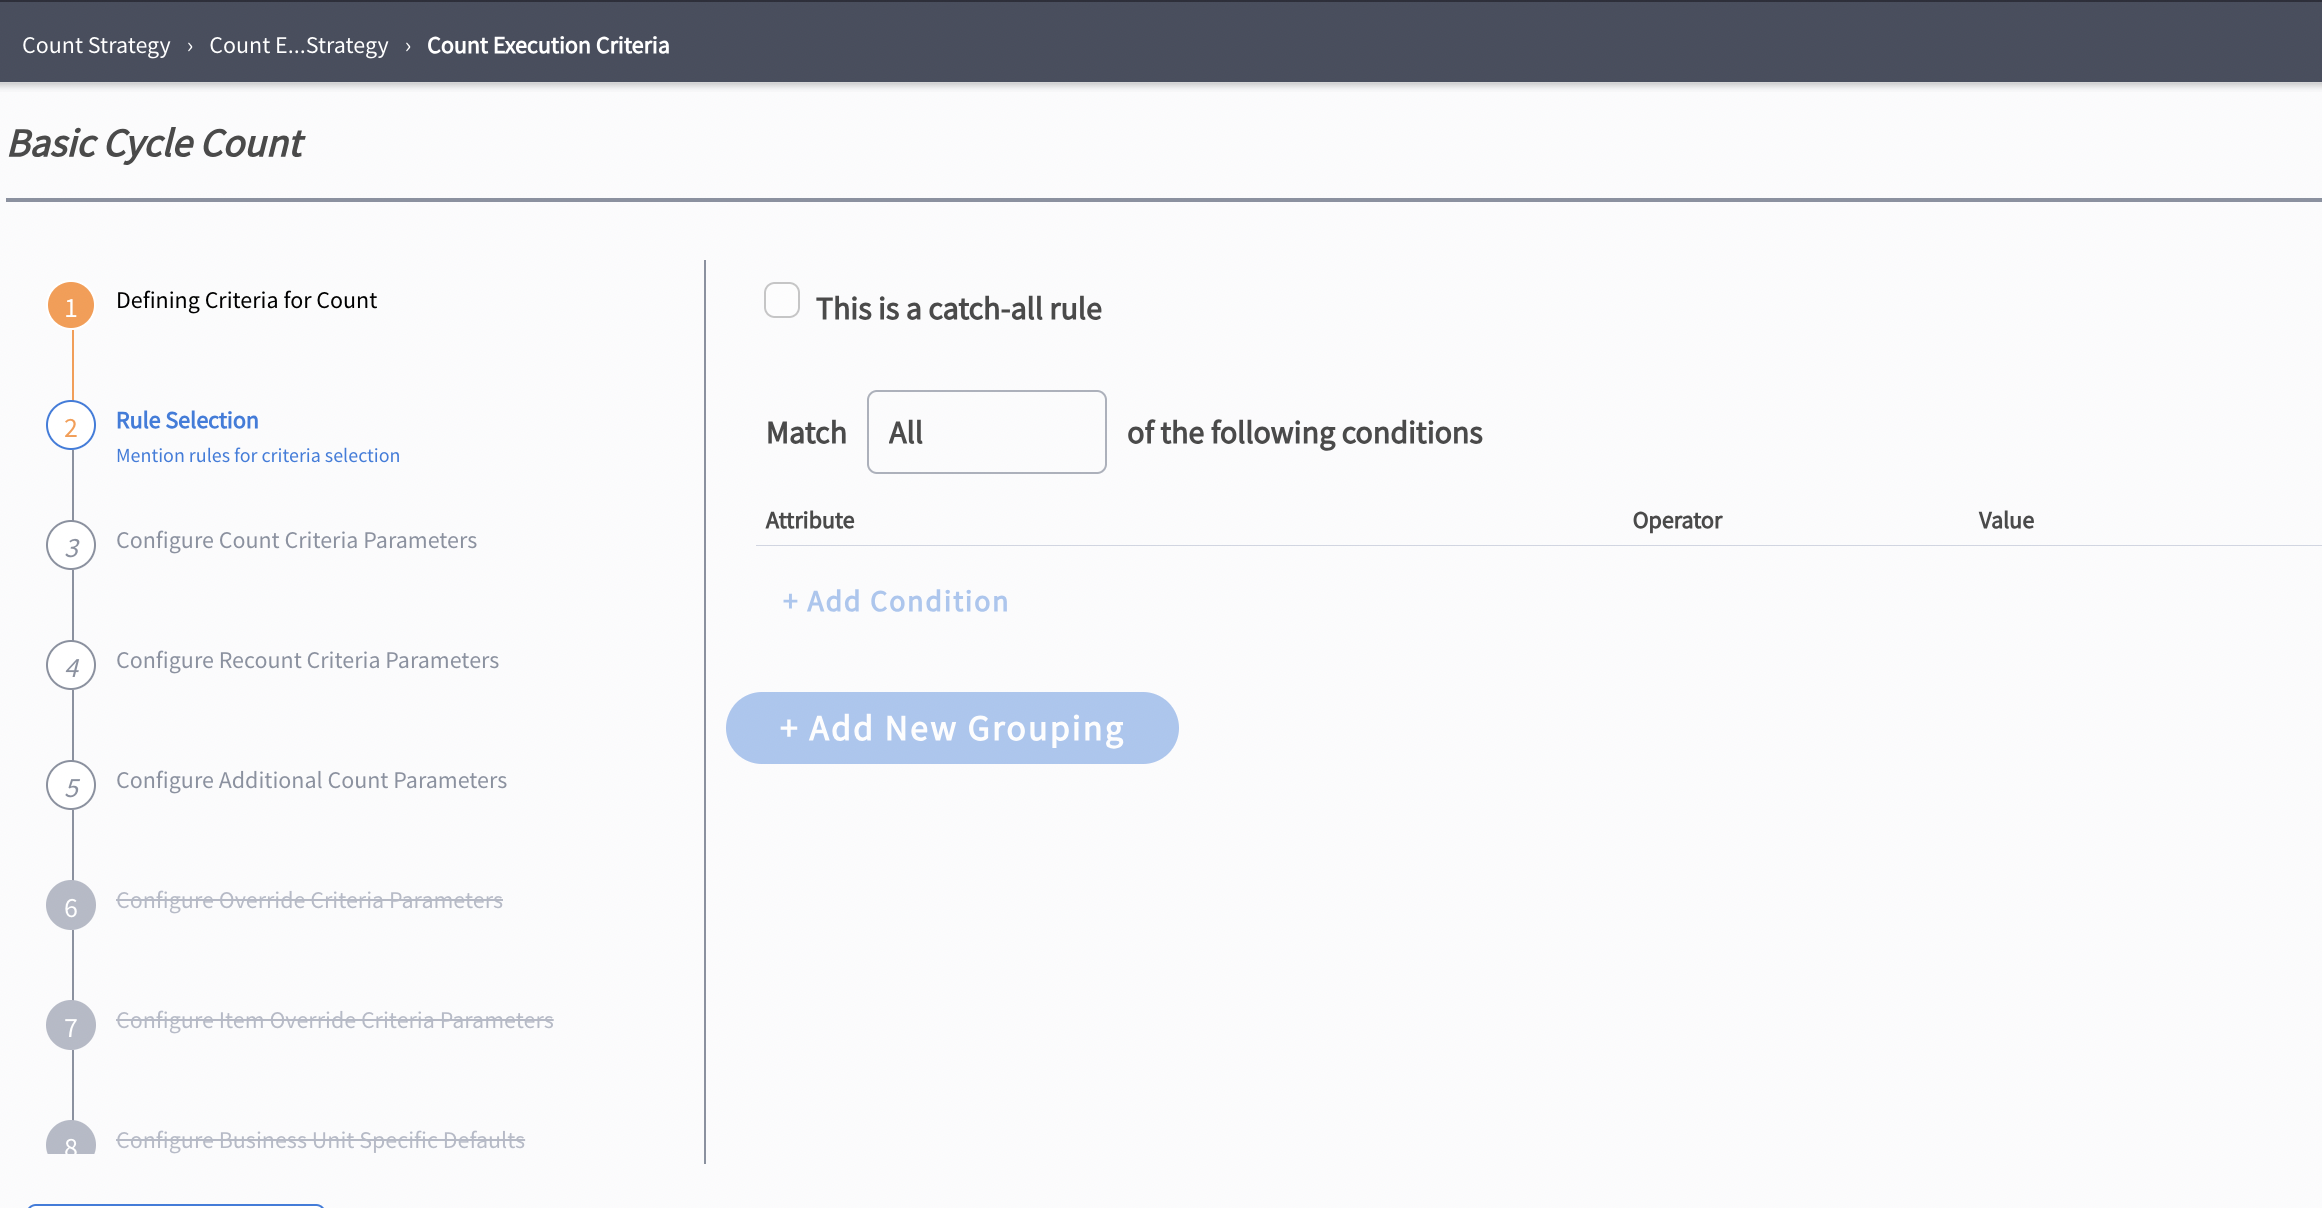 Count Strategy › Count E...Strategy › Count Execution Criteria
Basic Cycle Count
1 Defining Criteria for Count
2 Rule Selection
Mention rules for criteria selection
3 Configure Count Criteria Parameters
4 Configure Recount Criteria Parameters
5 Configure Additional Count Parameters
6 Configure Override Criteria Parameters
7 Configure Item Override Criteria Parameters
8 Configure Business Unit Specific Defaults
This is a catch-all rule
Match All of the following conditions
Attribute Operator Value
+ Add Condition
+ Add New Grouping